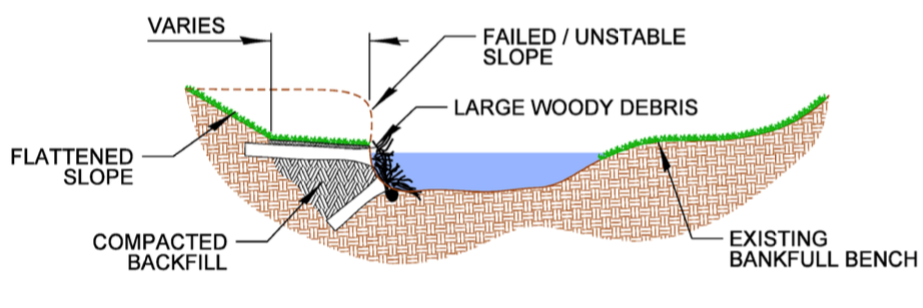 VARIES
FAILED / UNSTABLE
SLOPE
LARGE WOODY DEBRIS
FLATTENED
SLOPE
COMPACTED
BACKFILL
EXISTING
BANKFULL BENCH